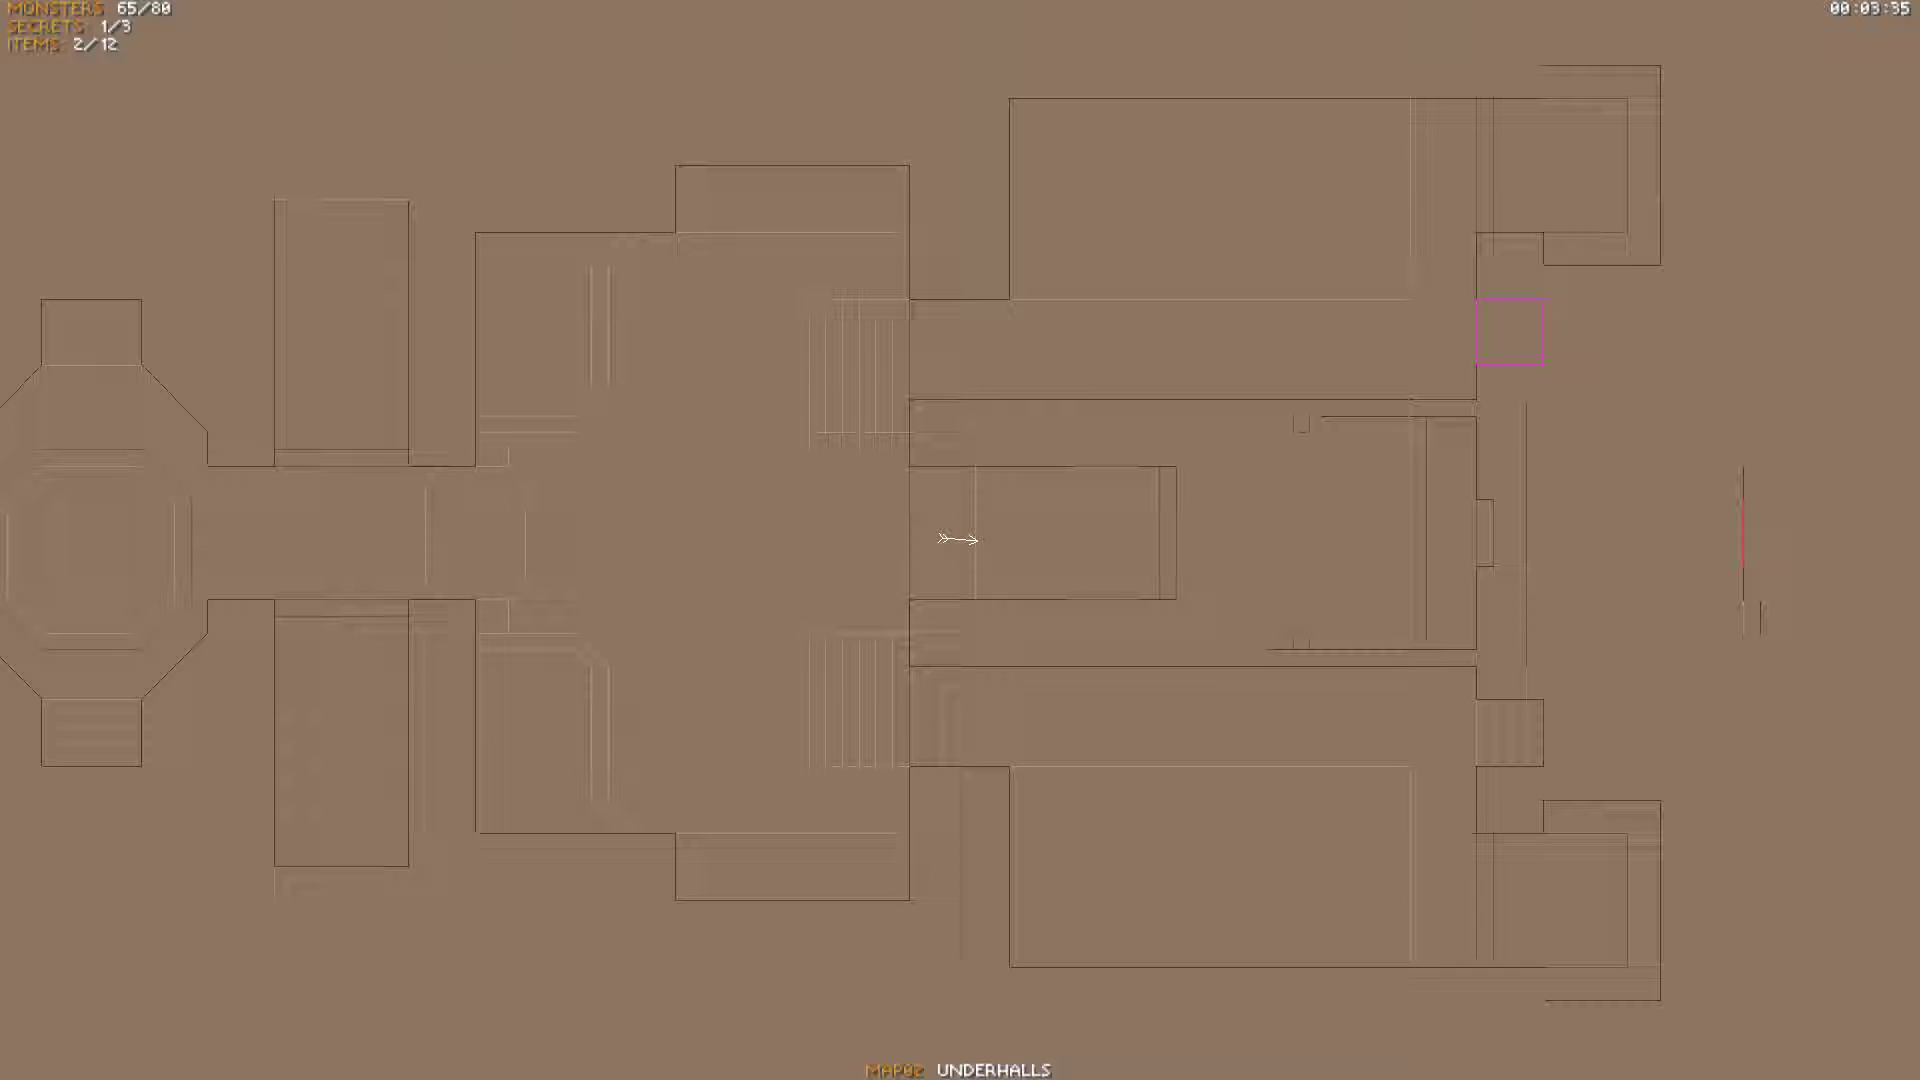 MONSTERS 65/80
SECRETS 1/3
ITEMS 2/12
00:03:35
MAP02 UNDERHALLS